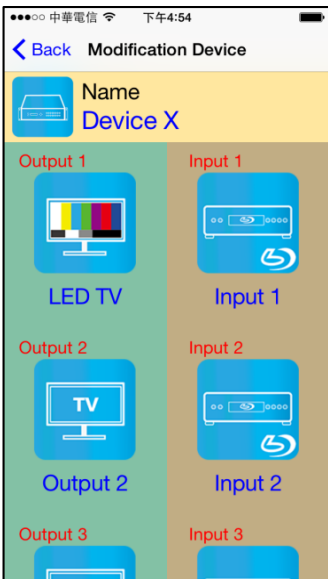 中華電信 下午4:54
Back Modification Device
Name
Device X
Output 1 Input 1
LED TV Input 1
Output 2 Input 2
TV
Output 2 Input 2
Output 3 Input 3